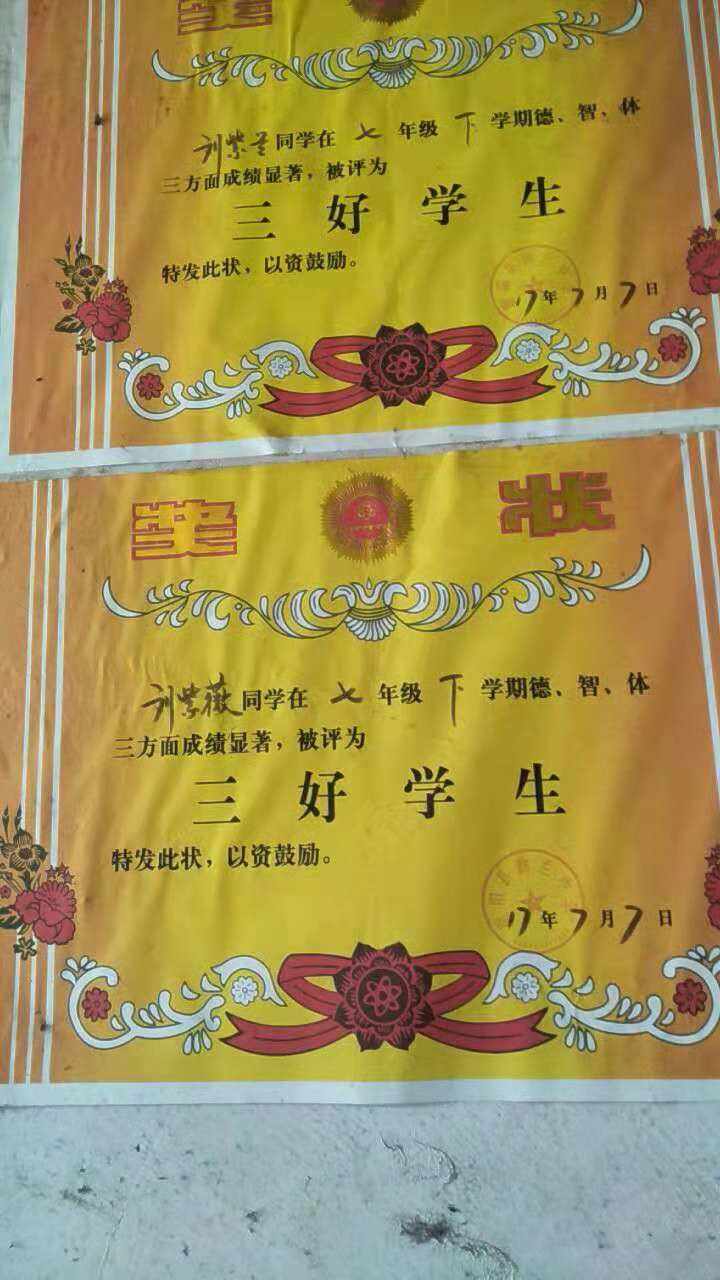 奖
刘紫兰同学在七年级下学期德、智、体
三方面成绩显著，被评为
三好学生
特发此状，以资鼓励。
17年7月7日
奖状
刘紫薇同学在七年级下学期德、智、体
三方面成绩显著，被评为
三好学生
特发此状，以资鼓励。
17年7月7日